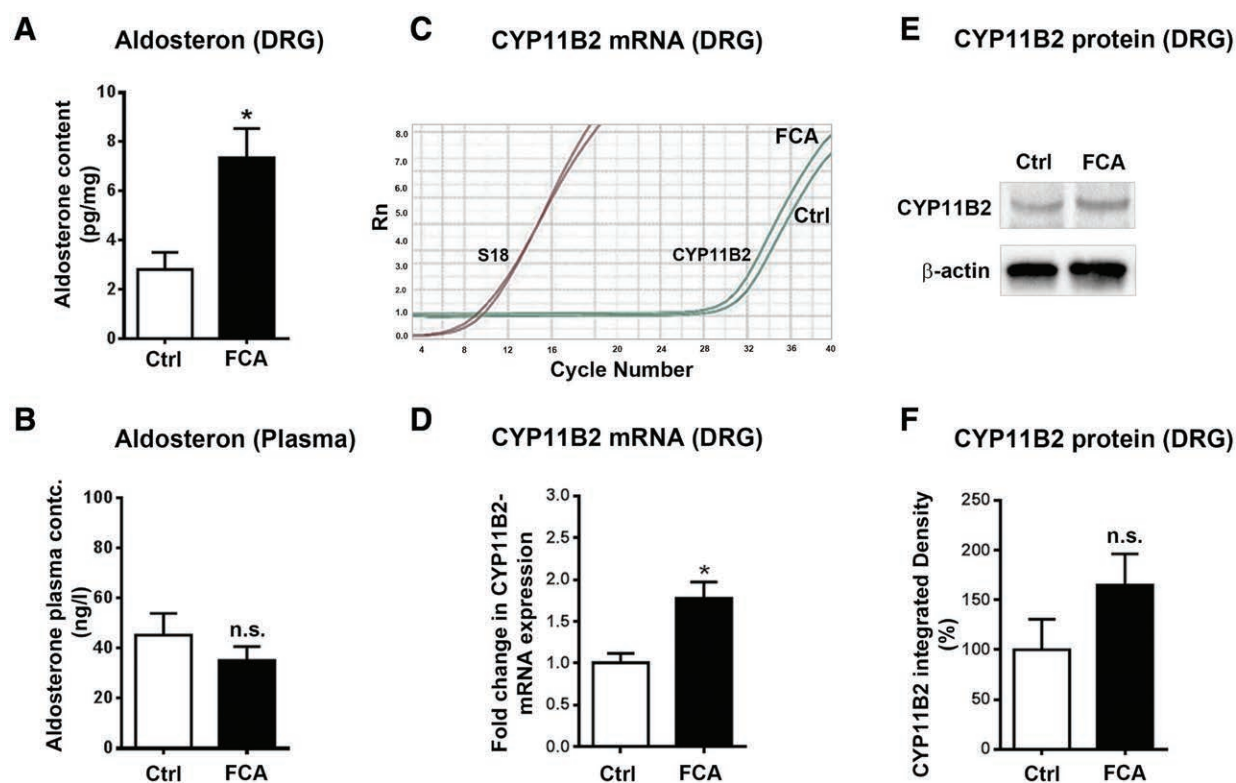 A
Aldosteron (DRG)
Aldosterone content
(pg/mg)
10
8
6
4
2
0
*
Ctrl
FCA
B
Aldosteron (Plasma)
Aldosterone plasma contc.
(ng/l)
100
80
60
40
20
0
n.s.
Ctrl
FCA
C
CYP11B2 mRNA (DRG)
Rn
8.0
7.0
6.0
5.0
4.0
3.0
2.0
1.0
0.0
FCA
Ctrl
S18
CYP11B2
4 8 12 16 20 24 28 32 36 40
Cycle Number
D
CYP11B2 mRNA (DRG)
Fold change in CYP11B2-
mRNA expression
3.0
2.5
2.0
1.5
1.0
0.5
0.0
*
Ctrl
FCA
E
CYP11B2 protein (DRG)
Ctrl FCA
CYP11B2
β-actin
F
CYP11B2 protein (DRG)
CYP11B2 integrated Density
(%)
250
200
150
100
50
0
n.s.
Ctrl
FCA